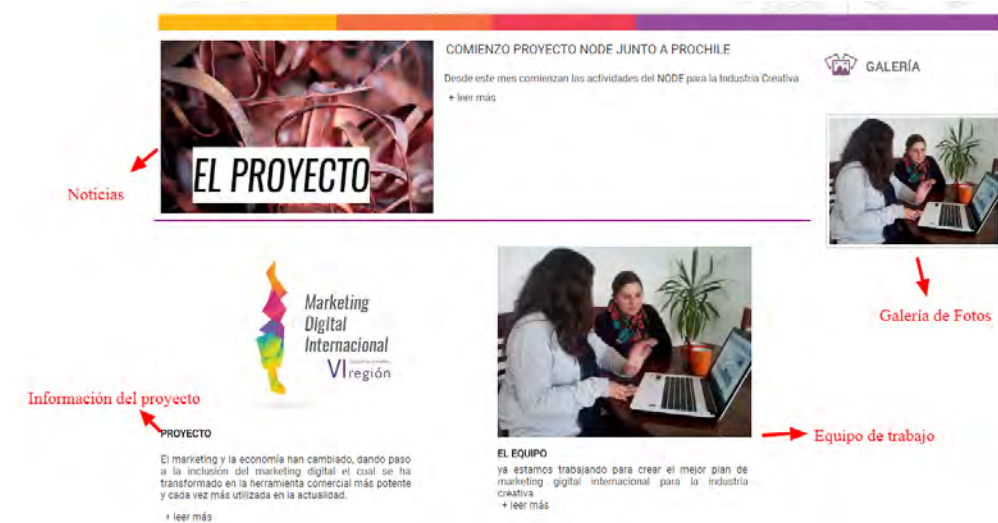 COMIENZO PROYECTO NODE JUNTO A PROCHILE
Desde este mes comienzan las actividades del NODE para la Industria Creativa
+ leer más
GALERÍA
EL PROYECTO
Noticias
Galería de Fotos
Marketing
Digital
Internacional
VI región
Información del proyecto
PROYECTO
El marketing y la economía han cambiado, dando paso
a la inclusión del marketing digital el cual se ha
transformado en la herramienta comercial más potente
y cada vez más utilizada en la actualidad.
+ leer más
Equipo de trabajo
EL EQUIPO
ya estamos trabajando para crear el mejor plan de
marketing gigital internacional para la industria
creativa
+ leer más